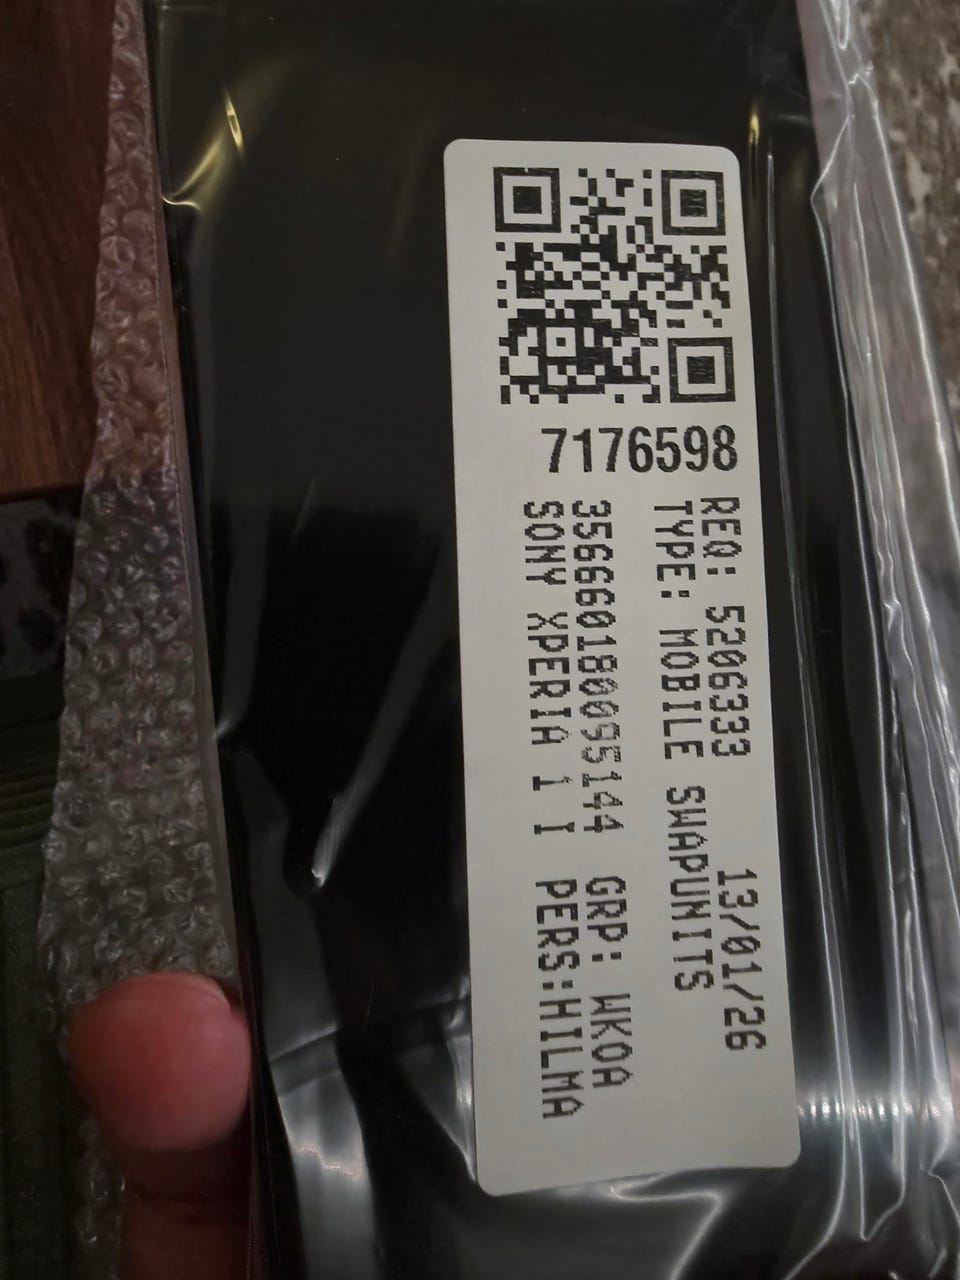 7176598
REQ: 5206333 13/01/26
TYPE: MOBILE SWAPUNITS
356660180095144 GRP: WKOA
SONY XPERIA 1 I PERS:HILMA